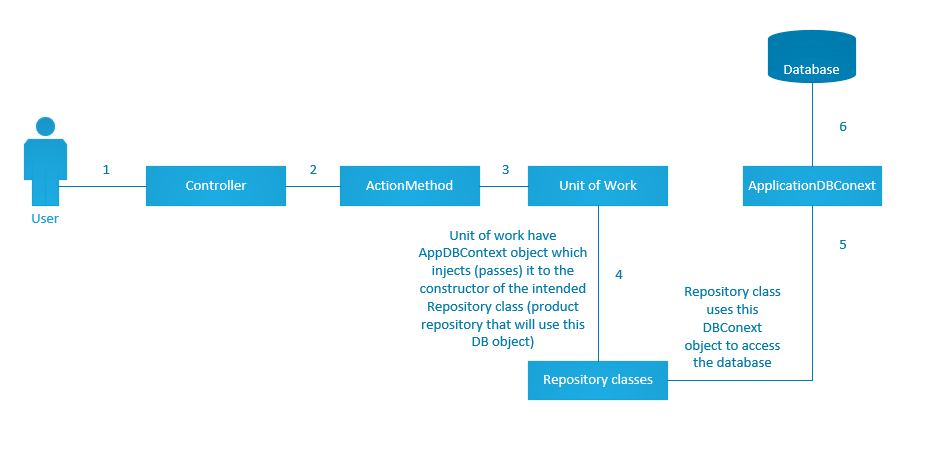 Database
6
1
Controller
2
ActionMethod
3
Unit of Work
ApplicationDBConext
User
Unit of work have
AppDBContext object which
injects (passes) it to the
constructor of the intended
Repository class (product
repository that will use this
DB object)
4
5
Repository class
uses this
DBConext
object to access
the database
Repository classes